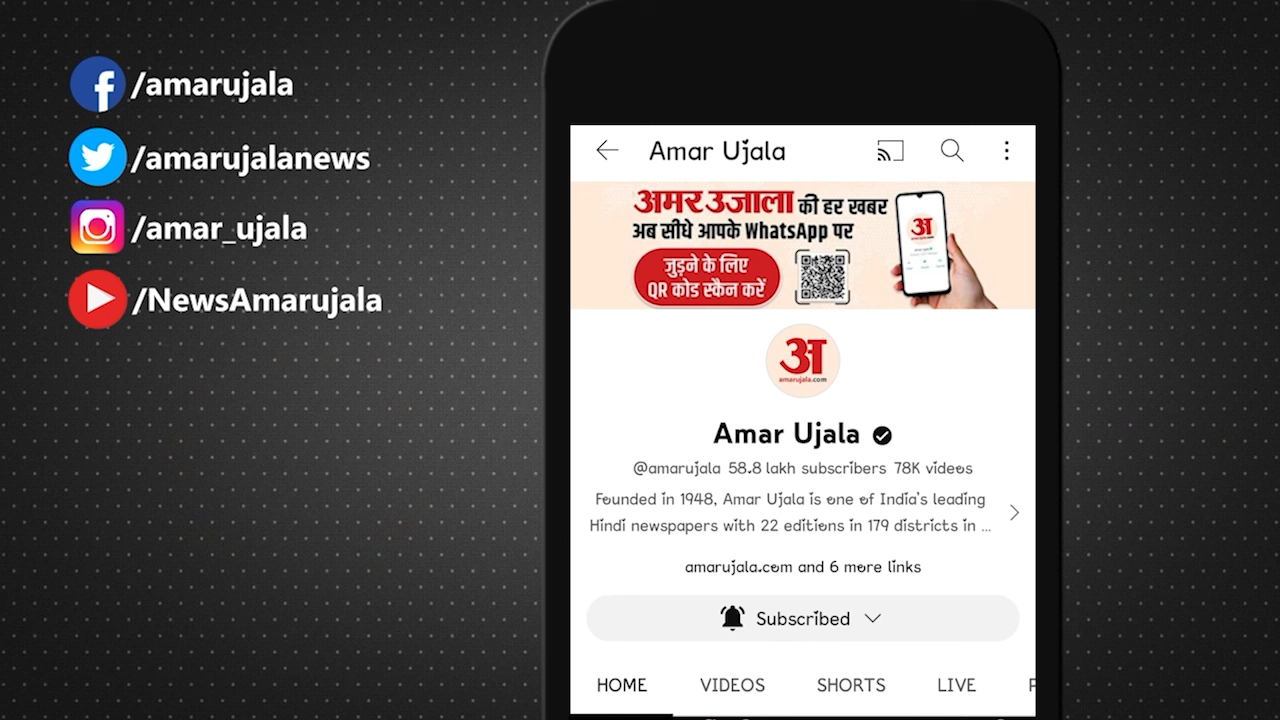 /amarujala
/amarujalanews
/amar_ujala
/NewsAmarujala
Amar Ujala
अमर उजाला की हर खबर
अब सीधे आपके WhatsApp पर
जुड़ने के लिए
QR कोड स्कैन करें
अ
अ
amarujala.com
Amar Ujala
@amarujala 58.8 lakh subscribers 78K videos
Founded in 1948, Amar Ujala is one of India's leading
Hindi newspapers with 22 editions in 179 districts in ...
amarujala.com and 6 more links
Subscribed
HOME VIDEOS SHORTS LIVE